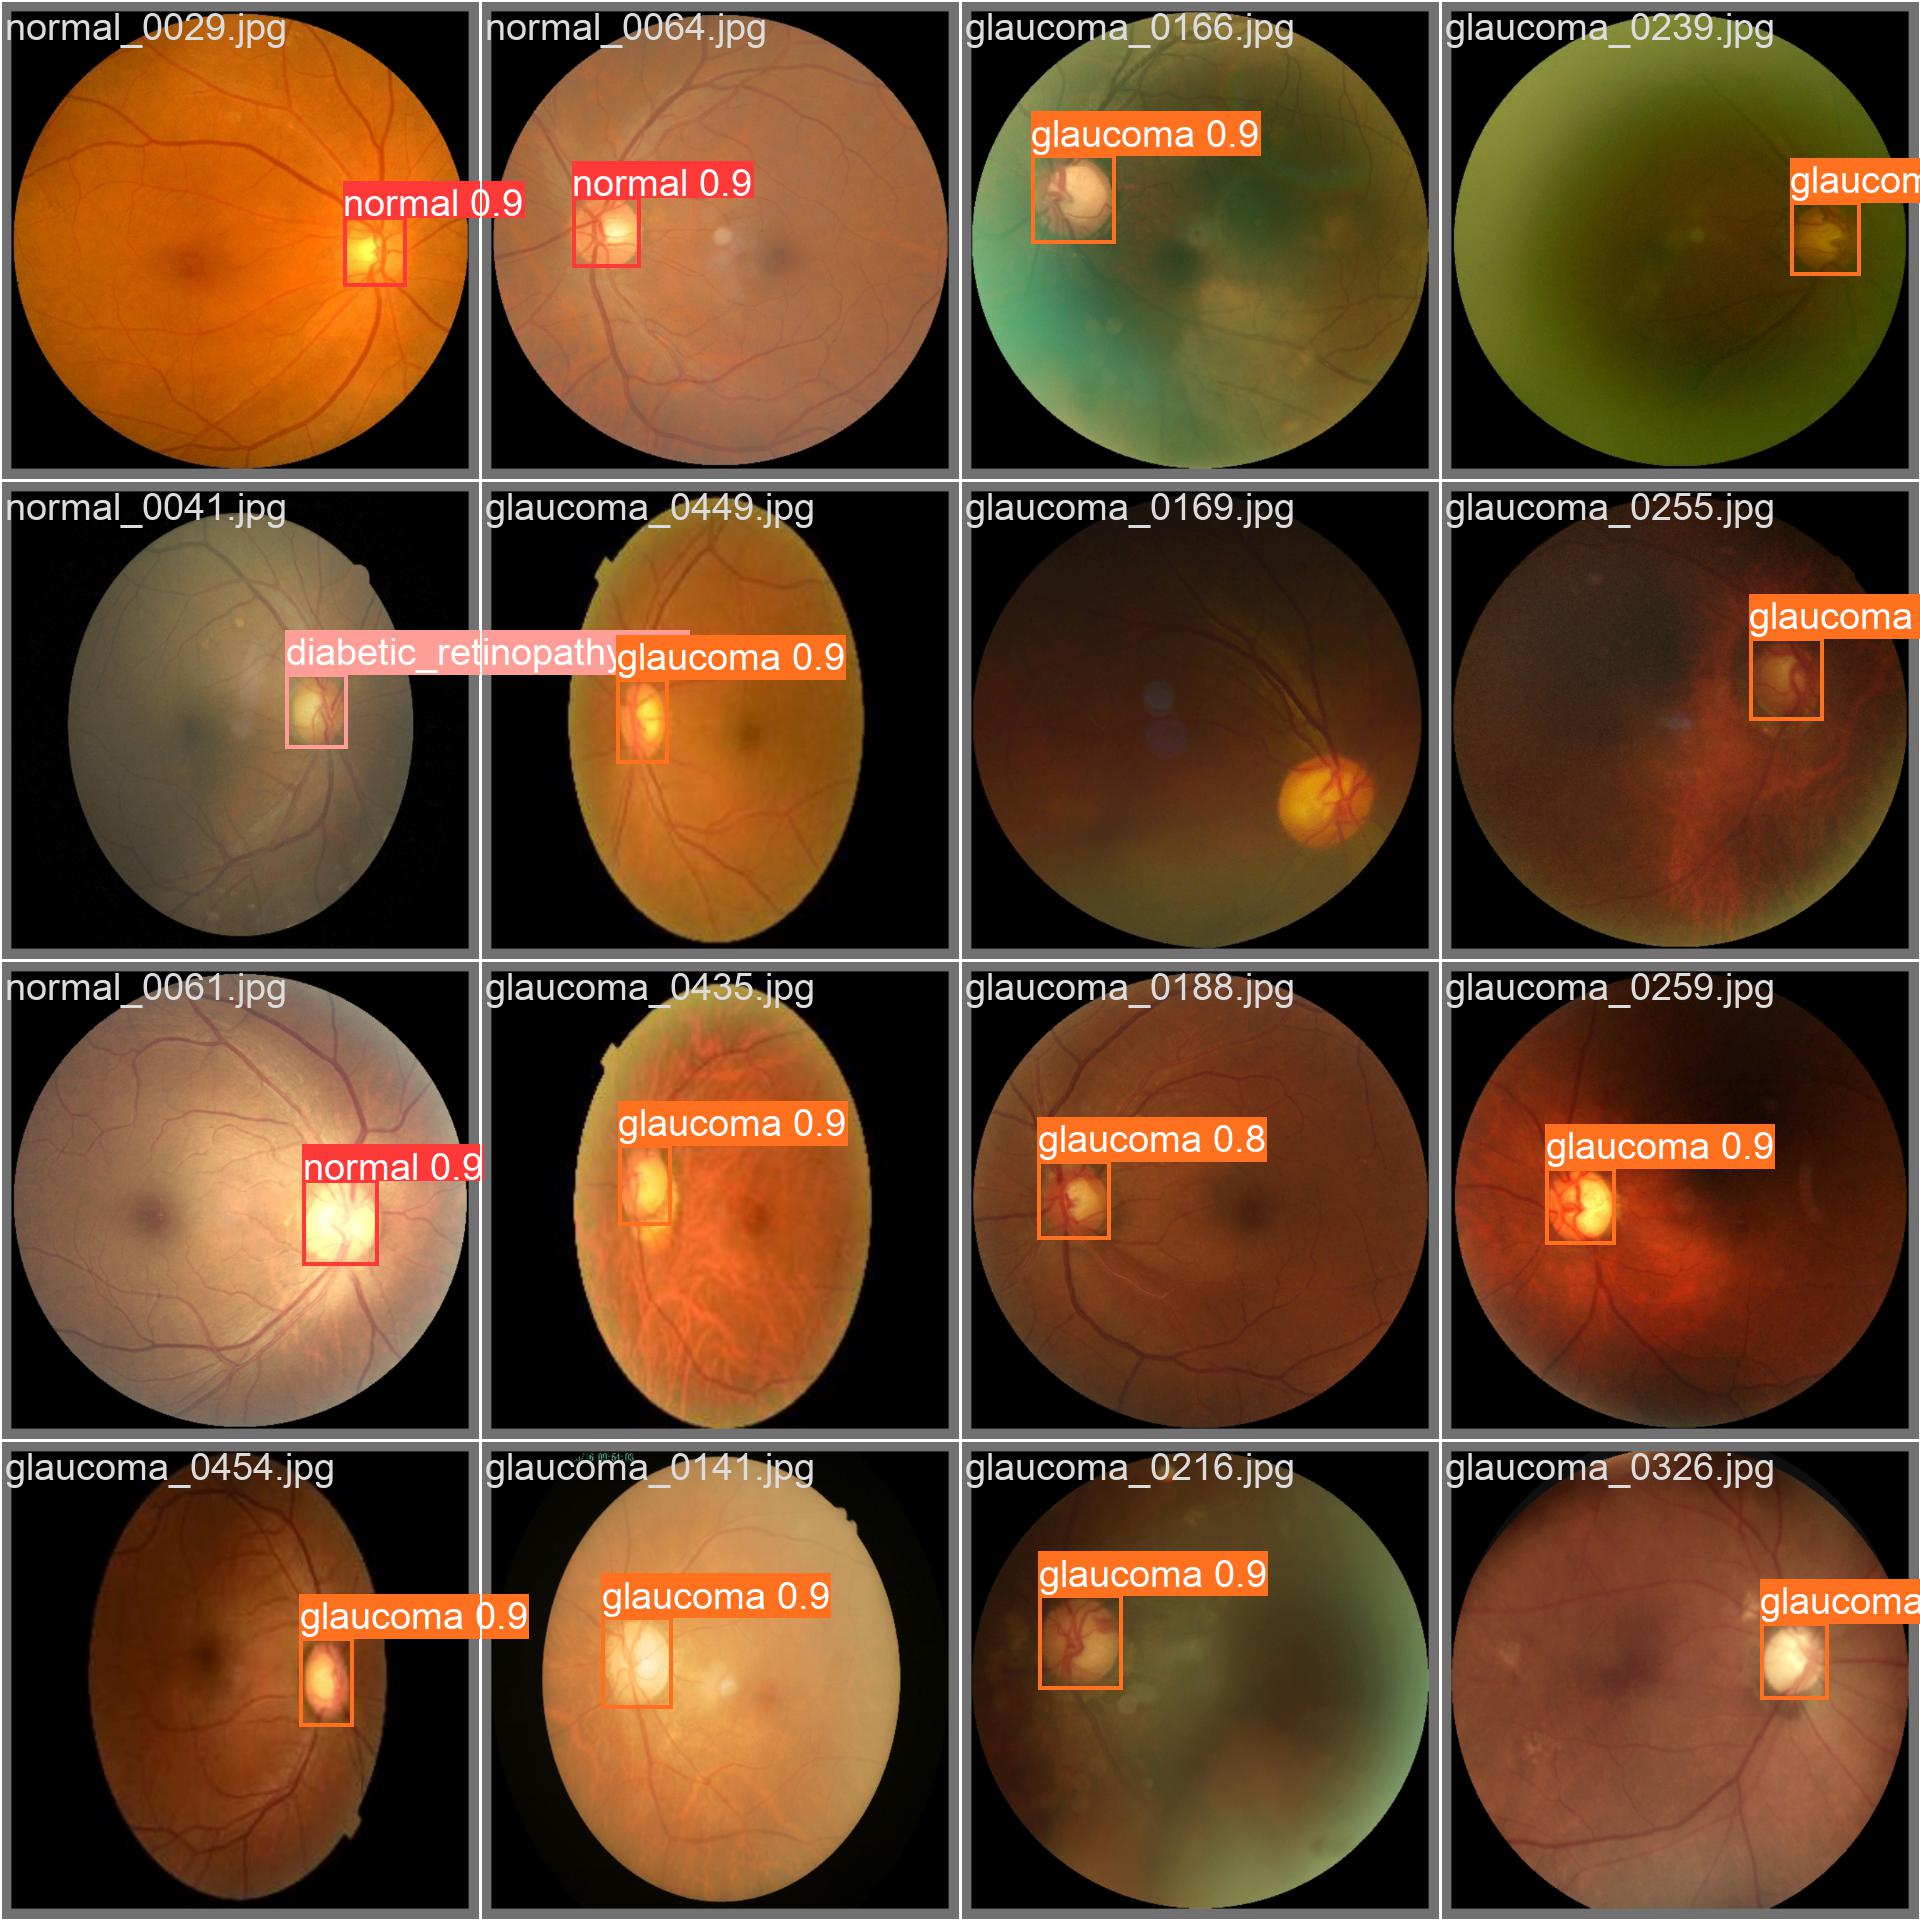 normal_0029.jpg
normal 0.9
normal_0064.jpg
normal 0.9
glaucoma_0166.jpg
glaucoma 0.9
glaucoma_0239.jpg
glaucom
normal_0041.jpg
diabetic_retinopathy
glaucoma_0449.jpg
glaucoma 0.9
glaucoma_0169.jpg
glaucoma_0255.jpg
glaucoma
normal_0061.jpg
normal 0.9
glaucoma_0435.jpg
glaucoma 0.9
glaucoma_0188.jpg
glaucoma 0.8
glaucoma_0259.jpg
glaucoma 0.9
glaucoma_0454.jpg
glaucoma 0.9
glaucoma_0141.jpg
glaucoma 0.9
glaucoma_0216.jpg
glaucoma 0.9
glaucoma_0326.jpg
glaucoma